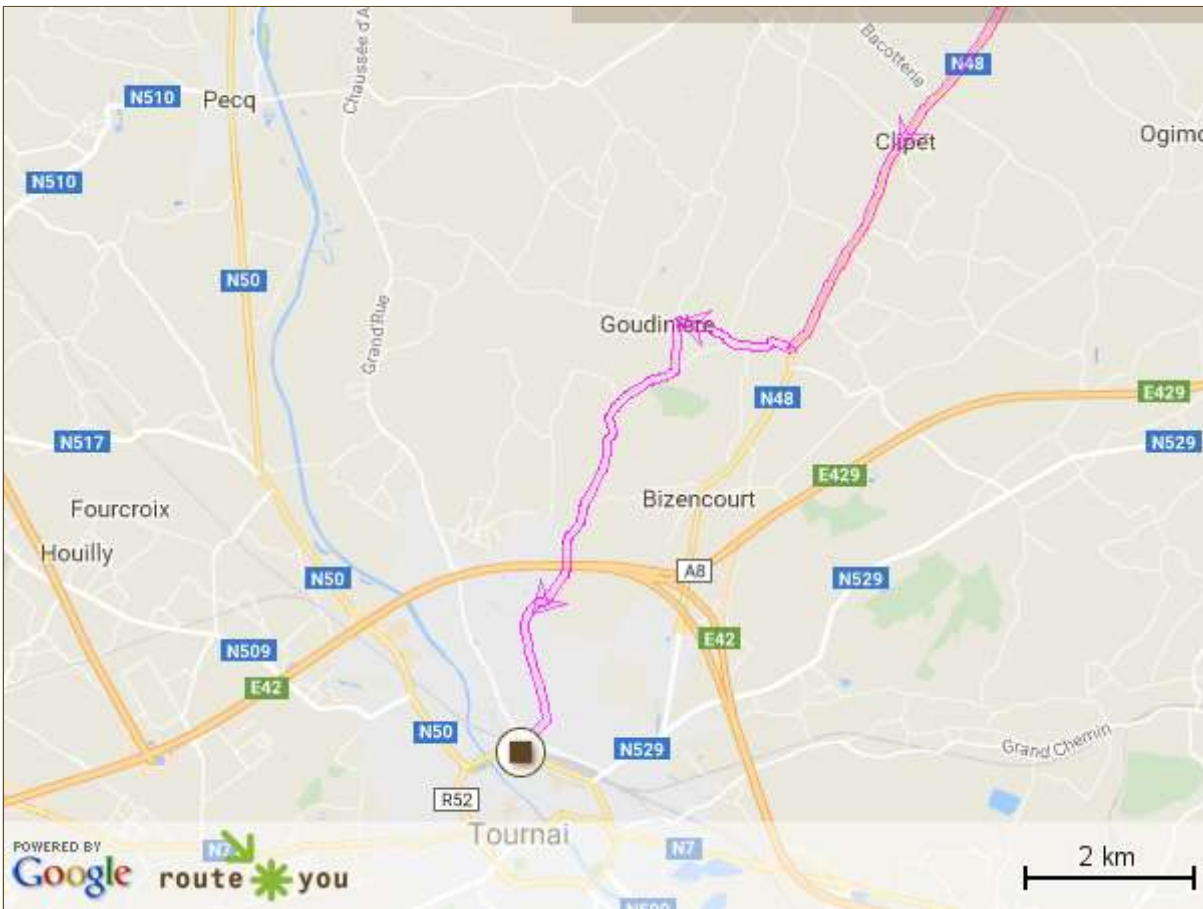 Bacotterie
N48
Chaussée d'A
N510
Pecq
Clipet
Ogimo
N510
N50
Grand'Rue
Goudinière
N48
E429
N517
N529
E429
Bizencourt
Fourcroix
Houilly
A8
N50
N529
E42
N509
E42
N50
N529
Grand Chemin
R52
Tournai
POWERED BY
Google
route you
N7
N7
2 km